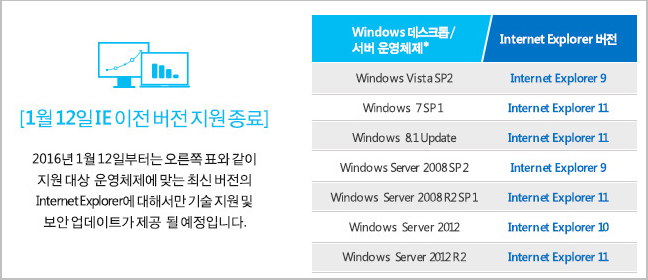 [1월 12일 IE 이전 버전 지원 종료]
2016년 1월 12일부터는 오른쪽 표와 같이
지원 대상 운영체제에 맞는 최신 버전의
Internet Explorer에 대해서만 기술 지원 및
보안 업데이트가 제공 될 예정입니다.
Windows 데스크톱/
서버 운영체제*
Internet Explorer 버전
Windows Vista SP2 Internet Explorer 9
Windows 7 SP1 Internet Explorer 11
Windows 8.1 Update Internet Explorer 11
Windows Server 2008 SP2 Internet Explorer 9
Windows Server 2008 R2 SP1 Internet Explorer 11
Windows Server 2012 Internet Explorer 10
Windows Server 2012 R2 Internet Explorer 11